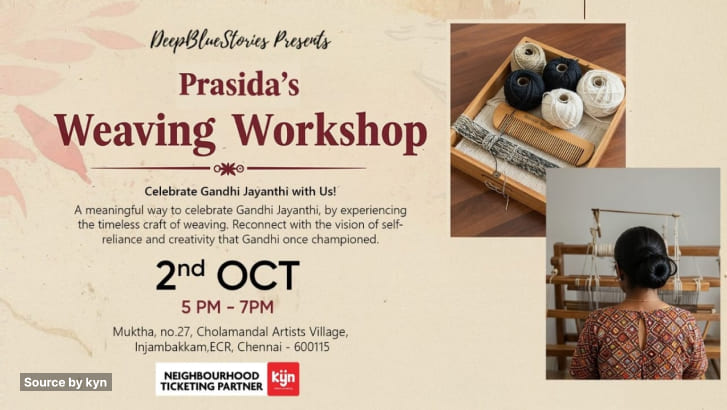 DeepBlueStories Presents
Prasida's
Weaving Workshop
Celebrate Gandhi Jayanthi with Us!
A meaningful way to celebrate Gandhi Jayanthi, by experiencing
the timeless craft of weaving. Reconnect with the vision of self-
reliance and creativity that Gandhi once championed.
2nd OCT
5 PM – 7PM
Muktha, no.27, Cholamandal Artists Village,
Injambakkam,ECR, Chennai - 600115
NEIGHBOURHOOD
TICKETING PARTNER
kyn
Source by kyn